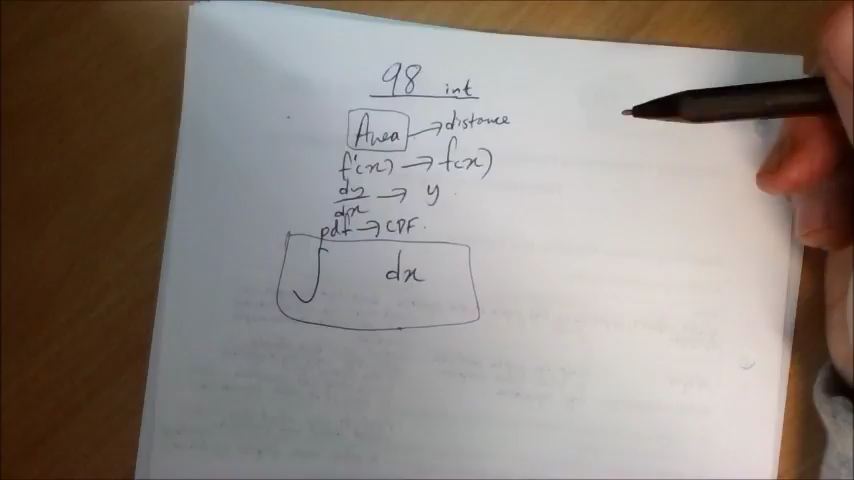 98 int
Area → distance
f'(x) → f(x)
dy/dx → y
pdf → CDF.
∫ dx